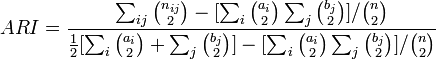 ARI = \frac{\sum_{ij} \binom{n_{ij}}{2} - [\sum_i \binom{a_i}{2} \sum_j \binom{b_j}{2}] / \binom{n}{2}}{\frac{1}{2} [\sum_i \binom{a_i}{2} + \sum_j \binom{b_j}{2}] - [\sum_i \binom{a_i}{2} \sum_j \binom{b_j}{2}] / \binom{n}{2}}